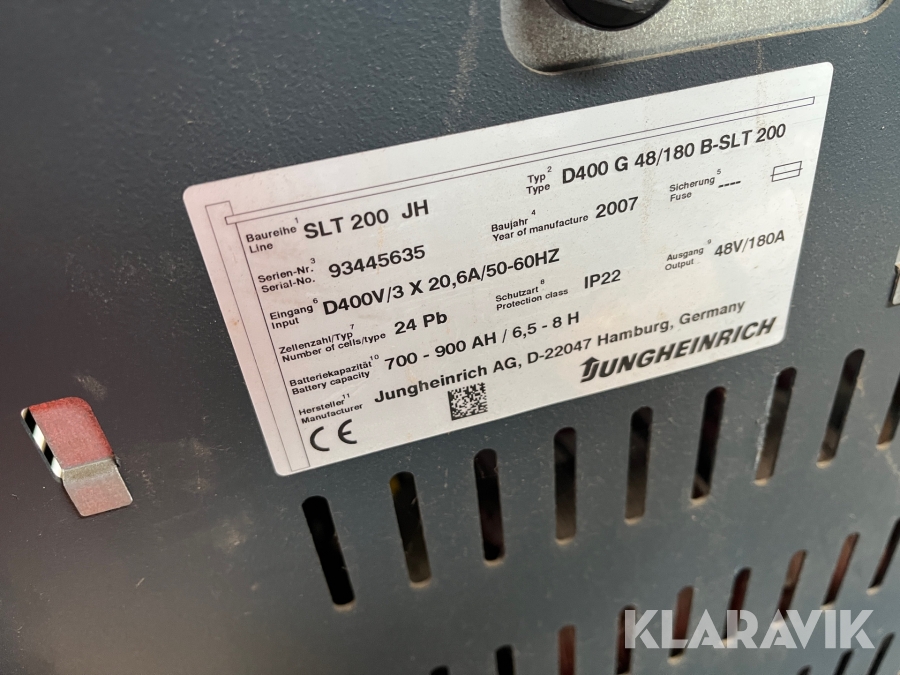 Baureihe 1 SLT 200 JH
Line
Typ 2 D400 G 48/180 B-SLT 200
Type
Serien-Nr. 3 93445635
Serial-No.
Baujahr 4 2007
Year of manufacture
Sicherung 5 ----
Fuse
Eingang 6 D400V/3 X 20,6A/50-60HZ
Input
Zellenzahl/Typ 7 24 Pb
Number of cells/type
Schutzart 8 IP22
Protection class
Ausgang 9 48V/180A
Output
Batteriekapazität 10 700 - 900 AH / 6,5 - 8 H
Battery capacity
Hersteller 11 Jungheinrich AG, D-22047 Hamburg, Germany
Manufacturer
CE
JUNGHEINRICH
KLARAVIK